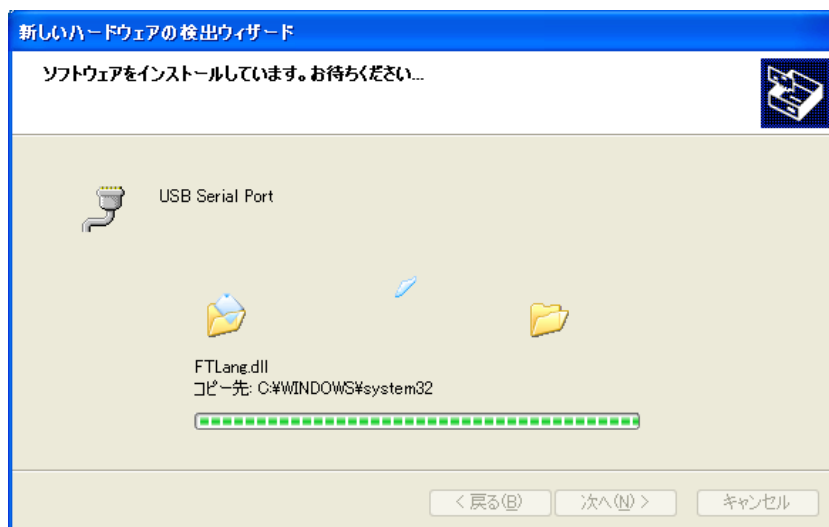 新しいハードウェアの検出ウィザード
ソフトウェアをインストールしています。お待ちください...
USB Serial Port
FTLang.dll
コピー先: C:¥WINDOWS¥system32
< 戻る(B) 次へ(N) > キャンセル